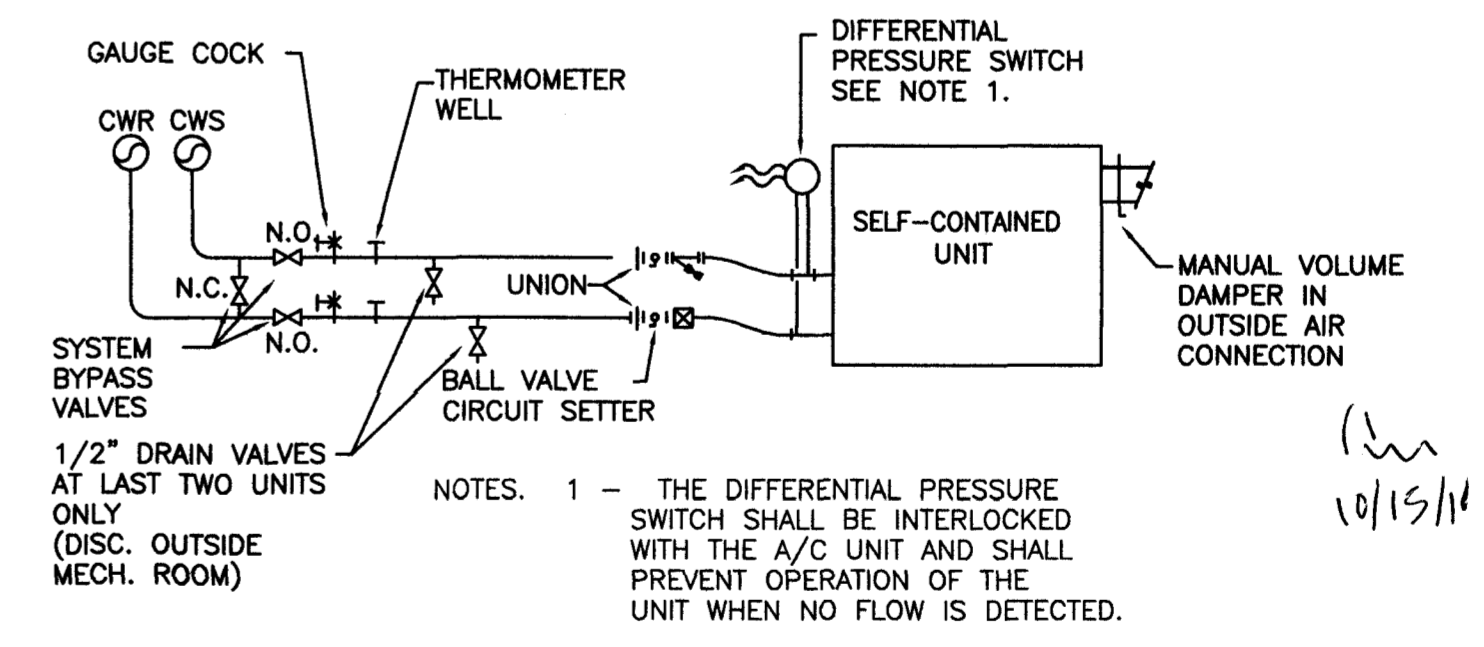 GAUGE COCK
THERMOMETER
WELL
DIFFERENTIAL
PRESSURE SWITCH
SEE NOTE 1.
CWR CWS
N.O.
N.C.
N.O.
UNION
SELF-CONTAINED
UNIT
MANUAL VOLUME
DAMPER IN
OUTSIDE AIR
CONNECTION
SYSTEM
BYPASS
VALVES
BALL VALVE
CIRCUIT SETTER
1/2" DRAIN VALVES
AT LAST TWO UNITS
ONLY
(DISC. OUTSIDE
MECH. ROOM)
NOTES. 1 - THE DIFFERENTIAL PRESSURE
SWITCH SHALL BE INTERLOCKED
WITH THE A/C UNIT AND SHALL
PREVENT OPERATION OF THE
UNIT WHEN NO FLOW IS DETECTED.